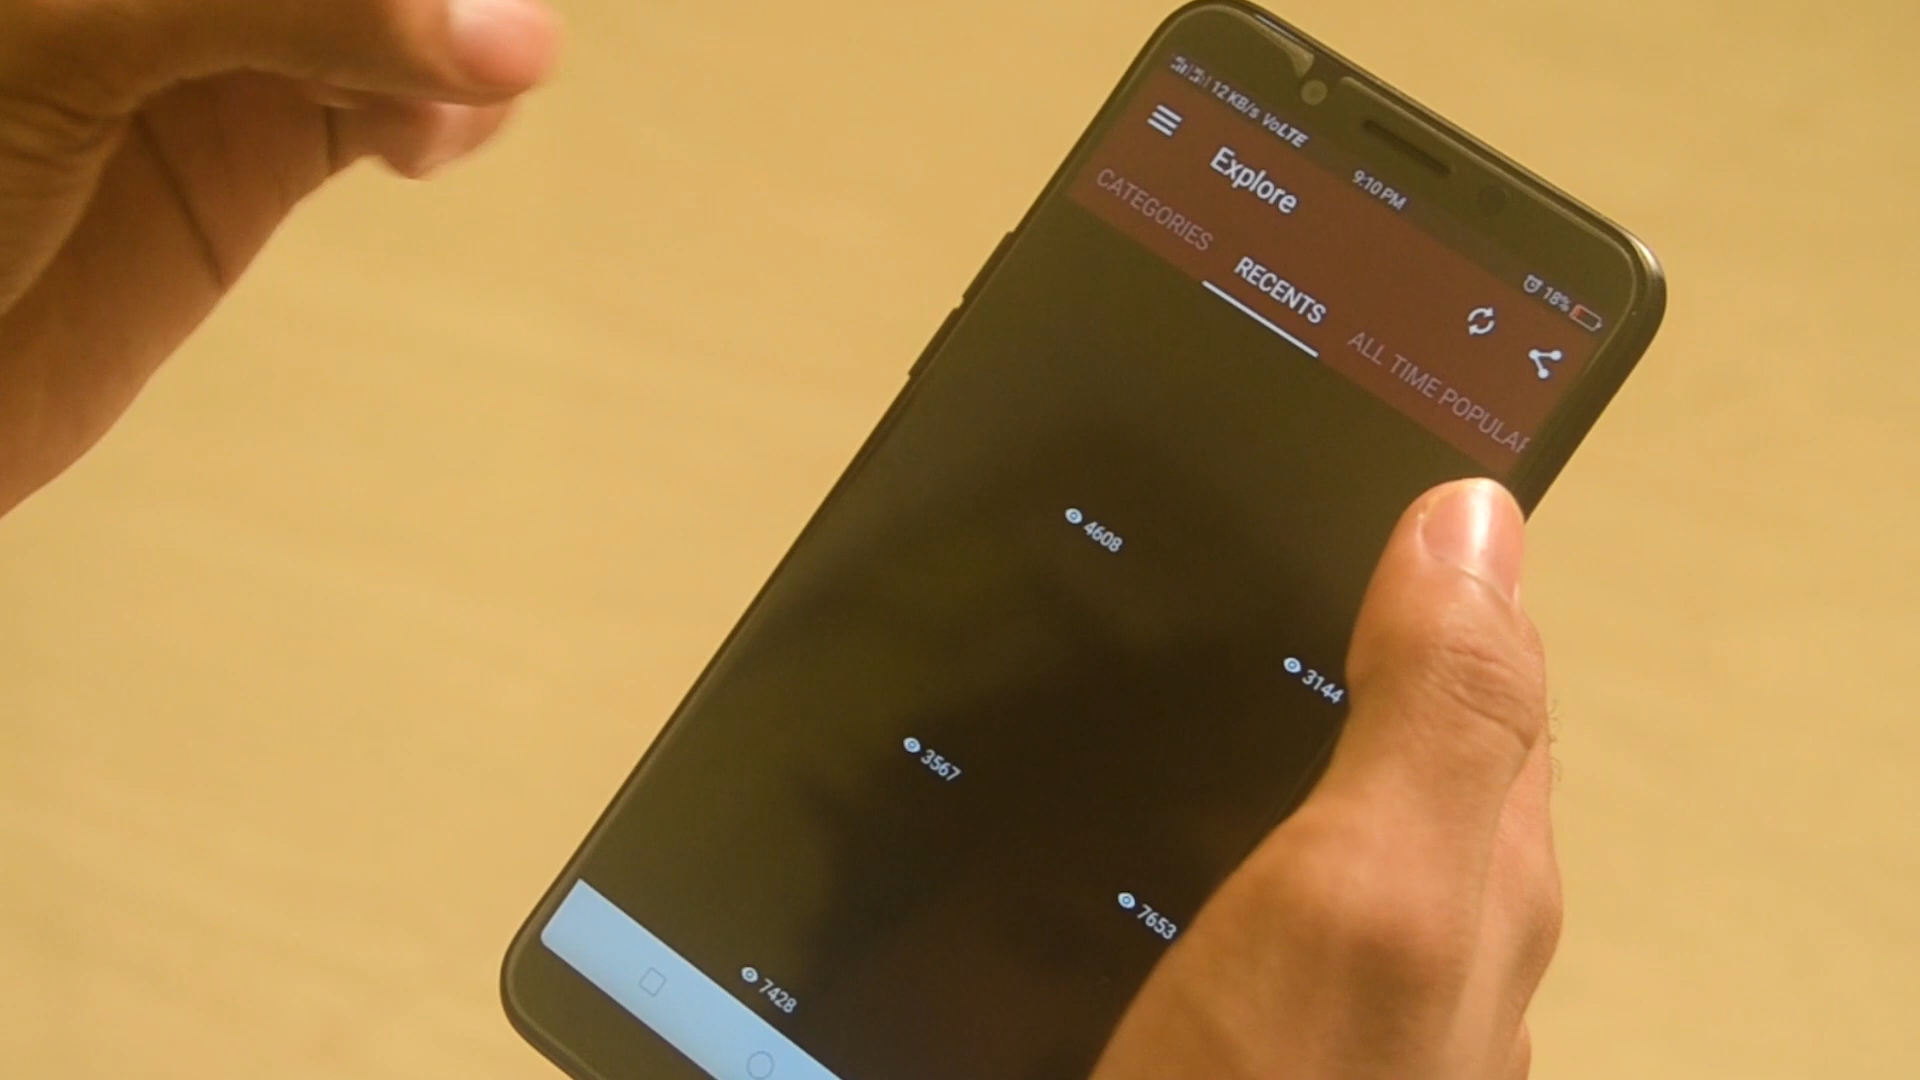 12 KB/s VoLTE 9:10 PM 18%
Explore
CATEGORIES RECENTS ALL TIME POPULAR
4608
3144
3567
7653
7428